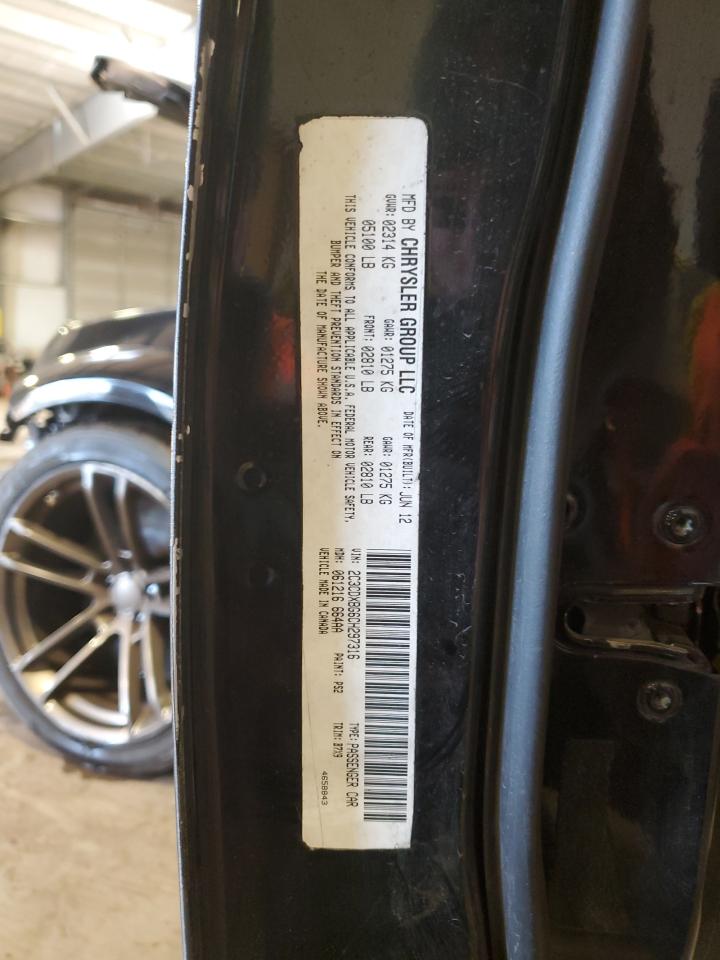 MFD BY CHRYSLER GROUP LLC DATE OF MFR(BUILT): JUN 12
GVWR: 02314 KG GAWR: 01275 KG GAWR: 01275 KG
05100 LB FRONT: 02810 LB REAR: 02810 LB
THIS VEHICLE CONFORMS TO ALL APPLICABLE U.S.A. FEDERAL MOTOR VEHICLE SAFETY,
BUMPER AND THEFT PREVENTION STANDARDS IN EFFECT ON
THE DATE OF MANUFACTURE SHOWN ABOVE.
VIN: 2C3CDXBG6CH297316 TYPE: PASSENGER CAR
MDH: 061216 664AA PAINT: PS2 TRIM: B7X9
VEHICLE MADE IN CANADA 4658843